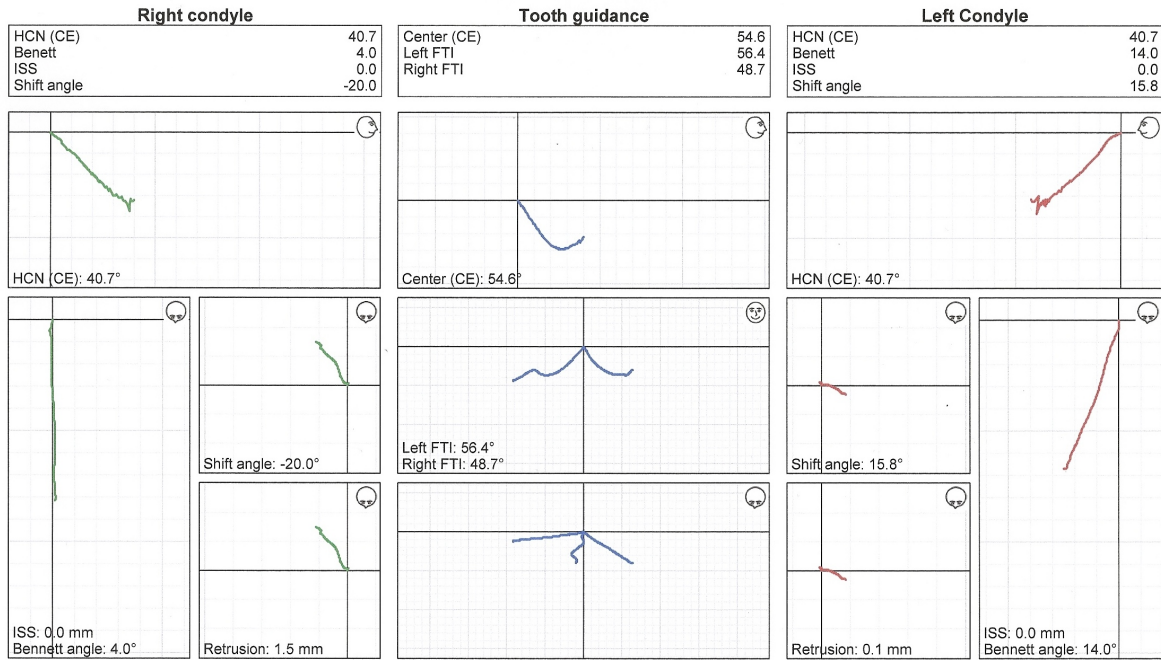 Right condyle
HCN (CE) 40.7
Benett 4.0
ISS 0.0
Shift angle -20.0
Tooth guidance
Center (CE) 54.6
Left FTI 56.4
Right FTI 48.7
Left Condyle
HCN (CE) 40.7
Benett 14.0
ISS 0.0
Shift angle 15.8
HCN (CE): 40.7°
Center (CE): 54.6°
HCN (CE): 40.7°
ISS: 0.0 mm
Bennett angle: 4.0°
Shift angle: -20.0°
Retrusion: 1.5 mm
Left FTI: 56.4°
Right FTI: 48.7°
Shift angle: 15.8°
Retrusion: 0.1 mm
ISS: 0.0 mm
Bennett angle: 14.0°